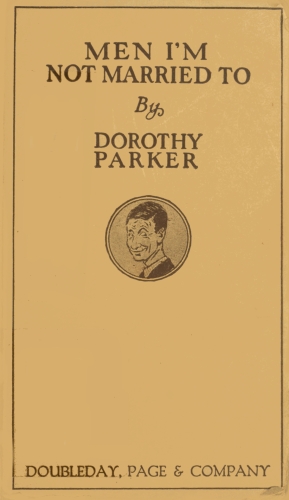 MEN I'M
NOT MARRIED TO
By,
DOROTHY
PARKER
DOUBLEDAY, PAGE & COMPANY